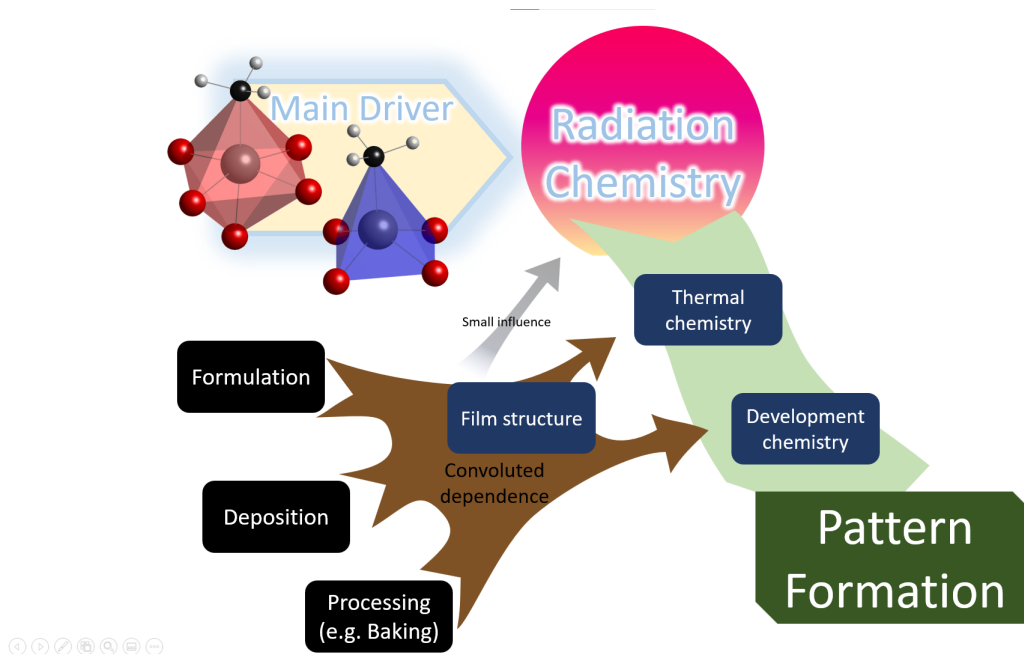 Main Driver
Radiation
Chemistry
Small influence
Thermal
chemistry
Formulation
Film structure
Development
chemistry
Convoluted
dependence
Deposition
Pattern
Formation
Processing
(e.g. Baking)